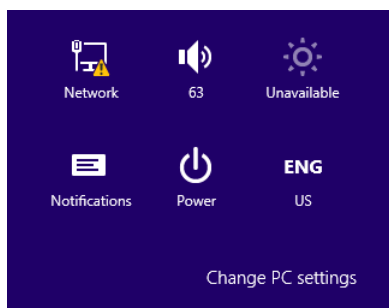 Network 63 Unavailable
ENG
Notifications Power US
Change PC settings